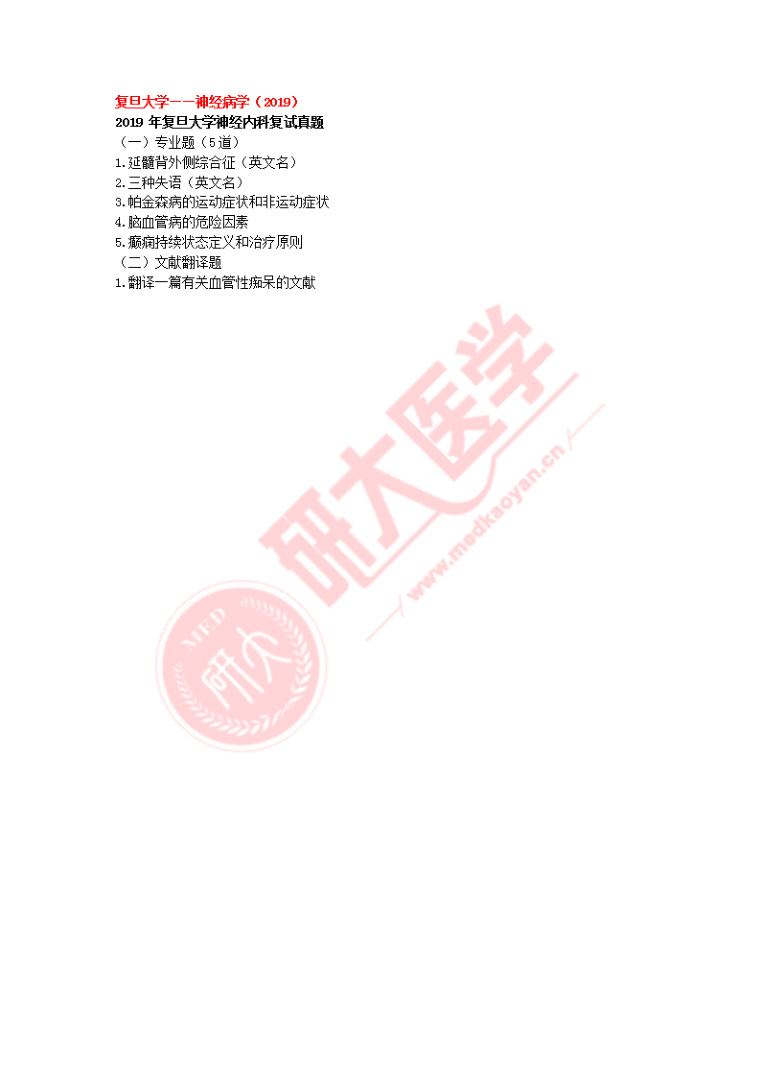 复旦大学——神经病学（2019）
2019 年复旦大学神经内科复试真题
（一）专业题（5 道）
1.延髓背外侧综合征（英文名）
2.三种失语（英文名）
3.帕金森病的运动症状和非运动症状
4.脑血管病的危险因素
5.癫痫持续状态定义和治疗原则
（二）文献翻译题
1.翻译一篇有关血管性痴呆的文献
研大医学
www.medkaoyan.cn
MED
研大